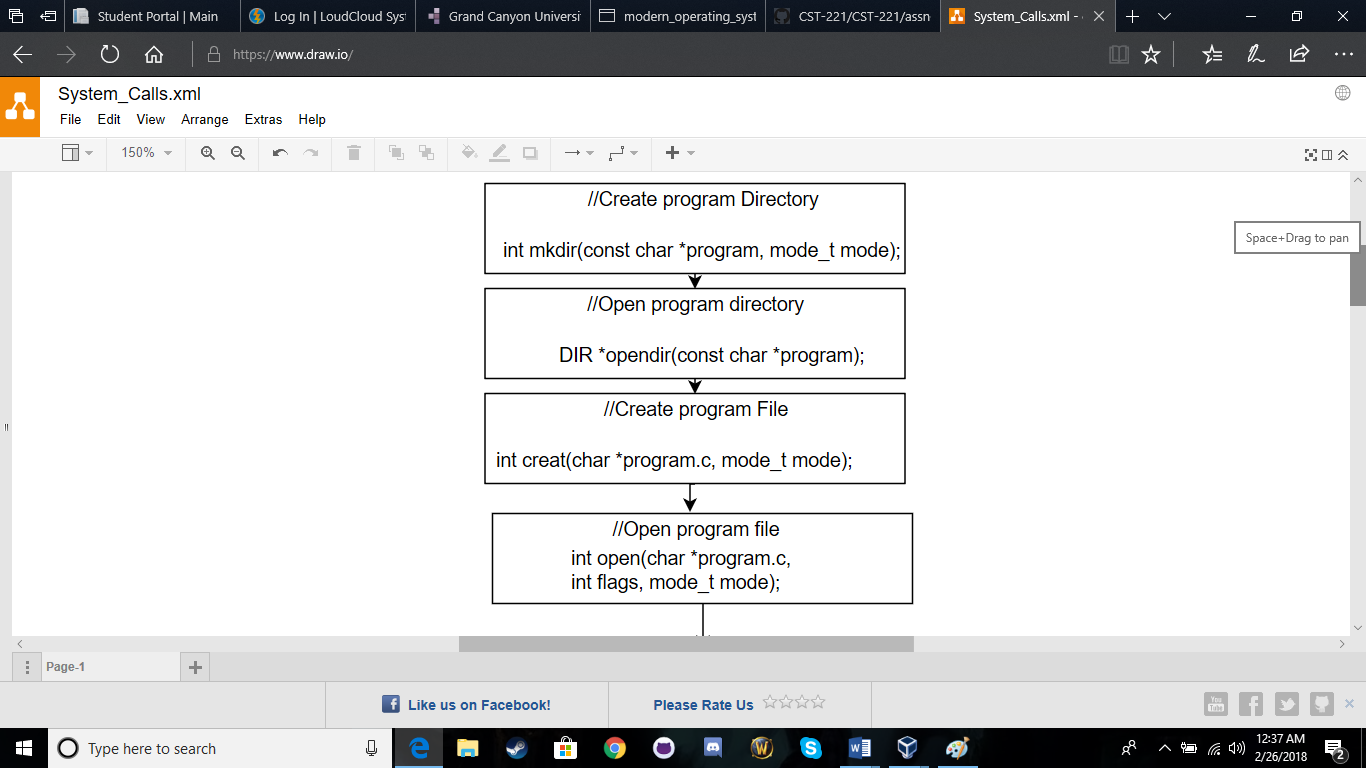 Student Portal | Main
Log In | LoudCloud Sys
Grand Canyon Universi
modern_operating_syst
CST-221/CST-221/assn
System_Calls.xml -
https://www.draw.io/
System_Calls.xml
File Edit View Arrange Extras Help
150%
//Create program Directory
int mkdir(const char *program, mode_t mode);
Space+Drag to pan
//Open program directory
DIR *opendir(const char *program);
//Create program File
int creat(char *program.c, mode_t mode);
//Open program file
int open(char *program.c,
int flags, mode_t mode);
Page-1
Like us on Facebook!
Please Rate Us
You
Tube
Type here to search
12:37 AM
2/26/2018
2